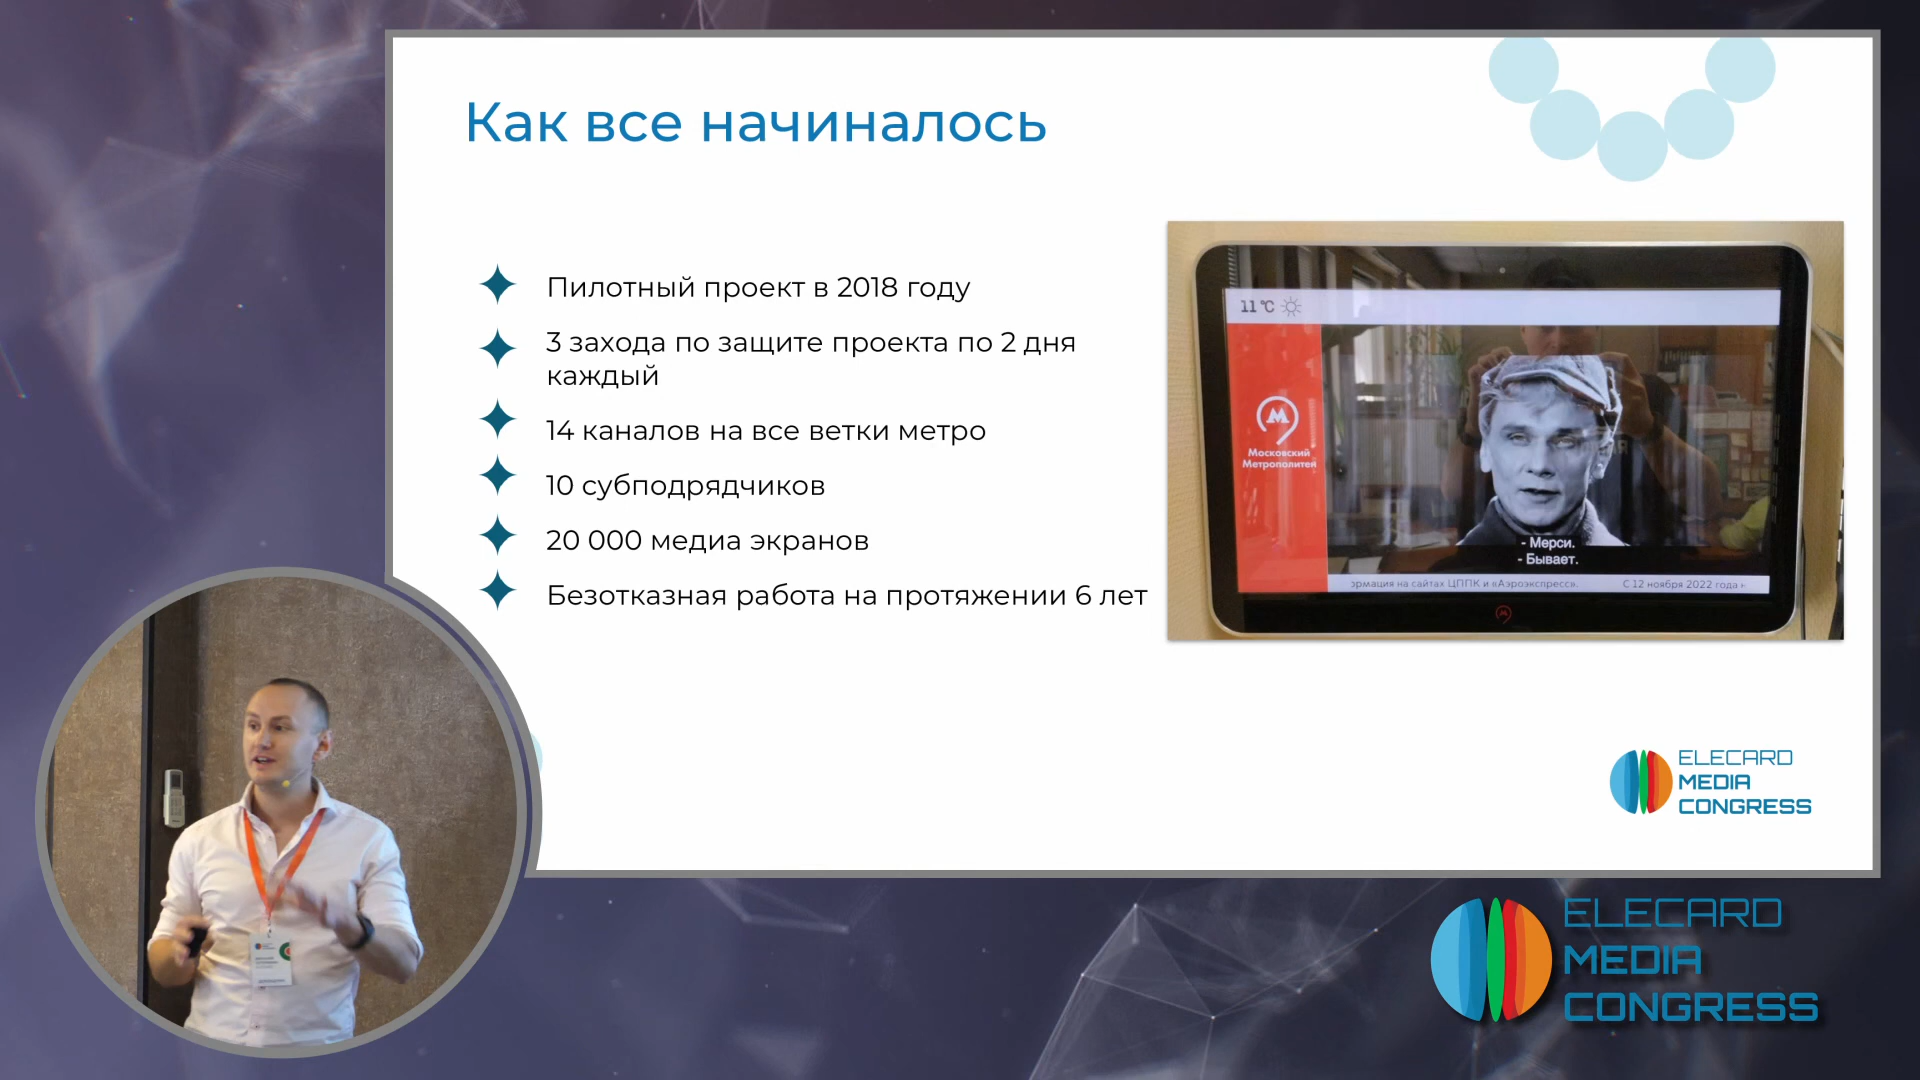 Как все начиналось
Пилотный проект в 2018 году
3 захода по защите проекта по 2 дня
каждый
14 каналов на все ветки метро
10 субподрядчиков
20 000 медиа экранов
Безотказная работа на протяжении 6 лет
11 °C
Московский
Метрополитен
- Мерси.
- Бывает.
рмация на сайтах ЦППК и «Аэроэкспресс». С 12 ноября 2022 года
ELECARD
MEDIA
CONGRESS
ELECARD
MEDIA
CONGRESS